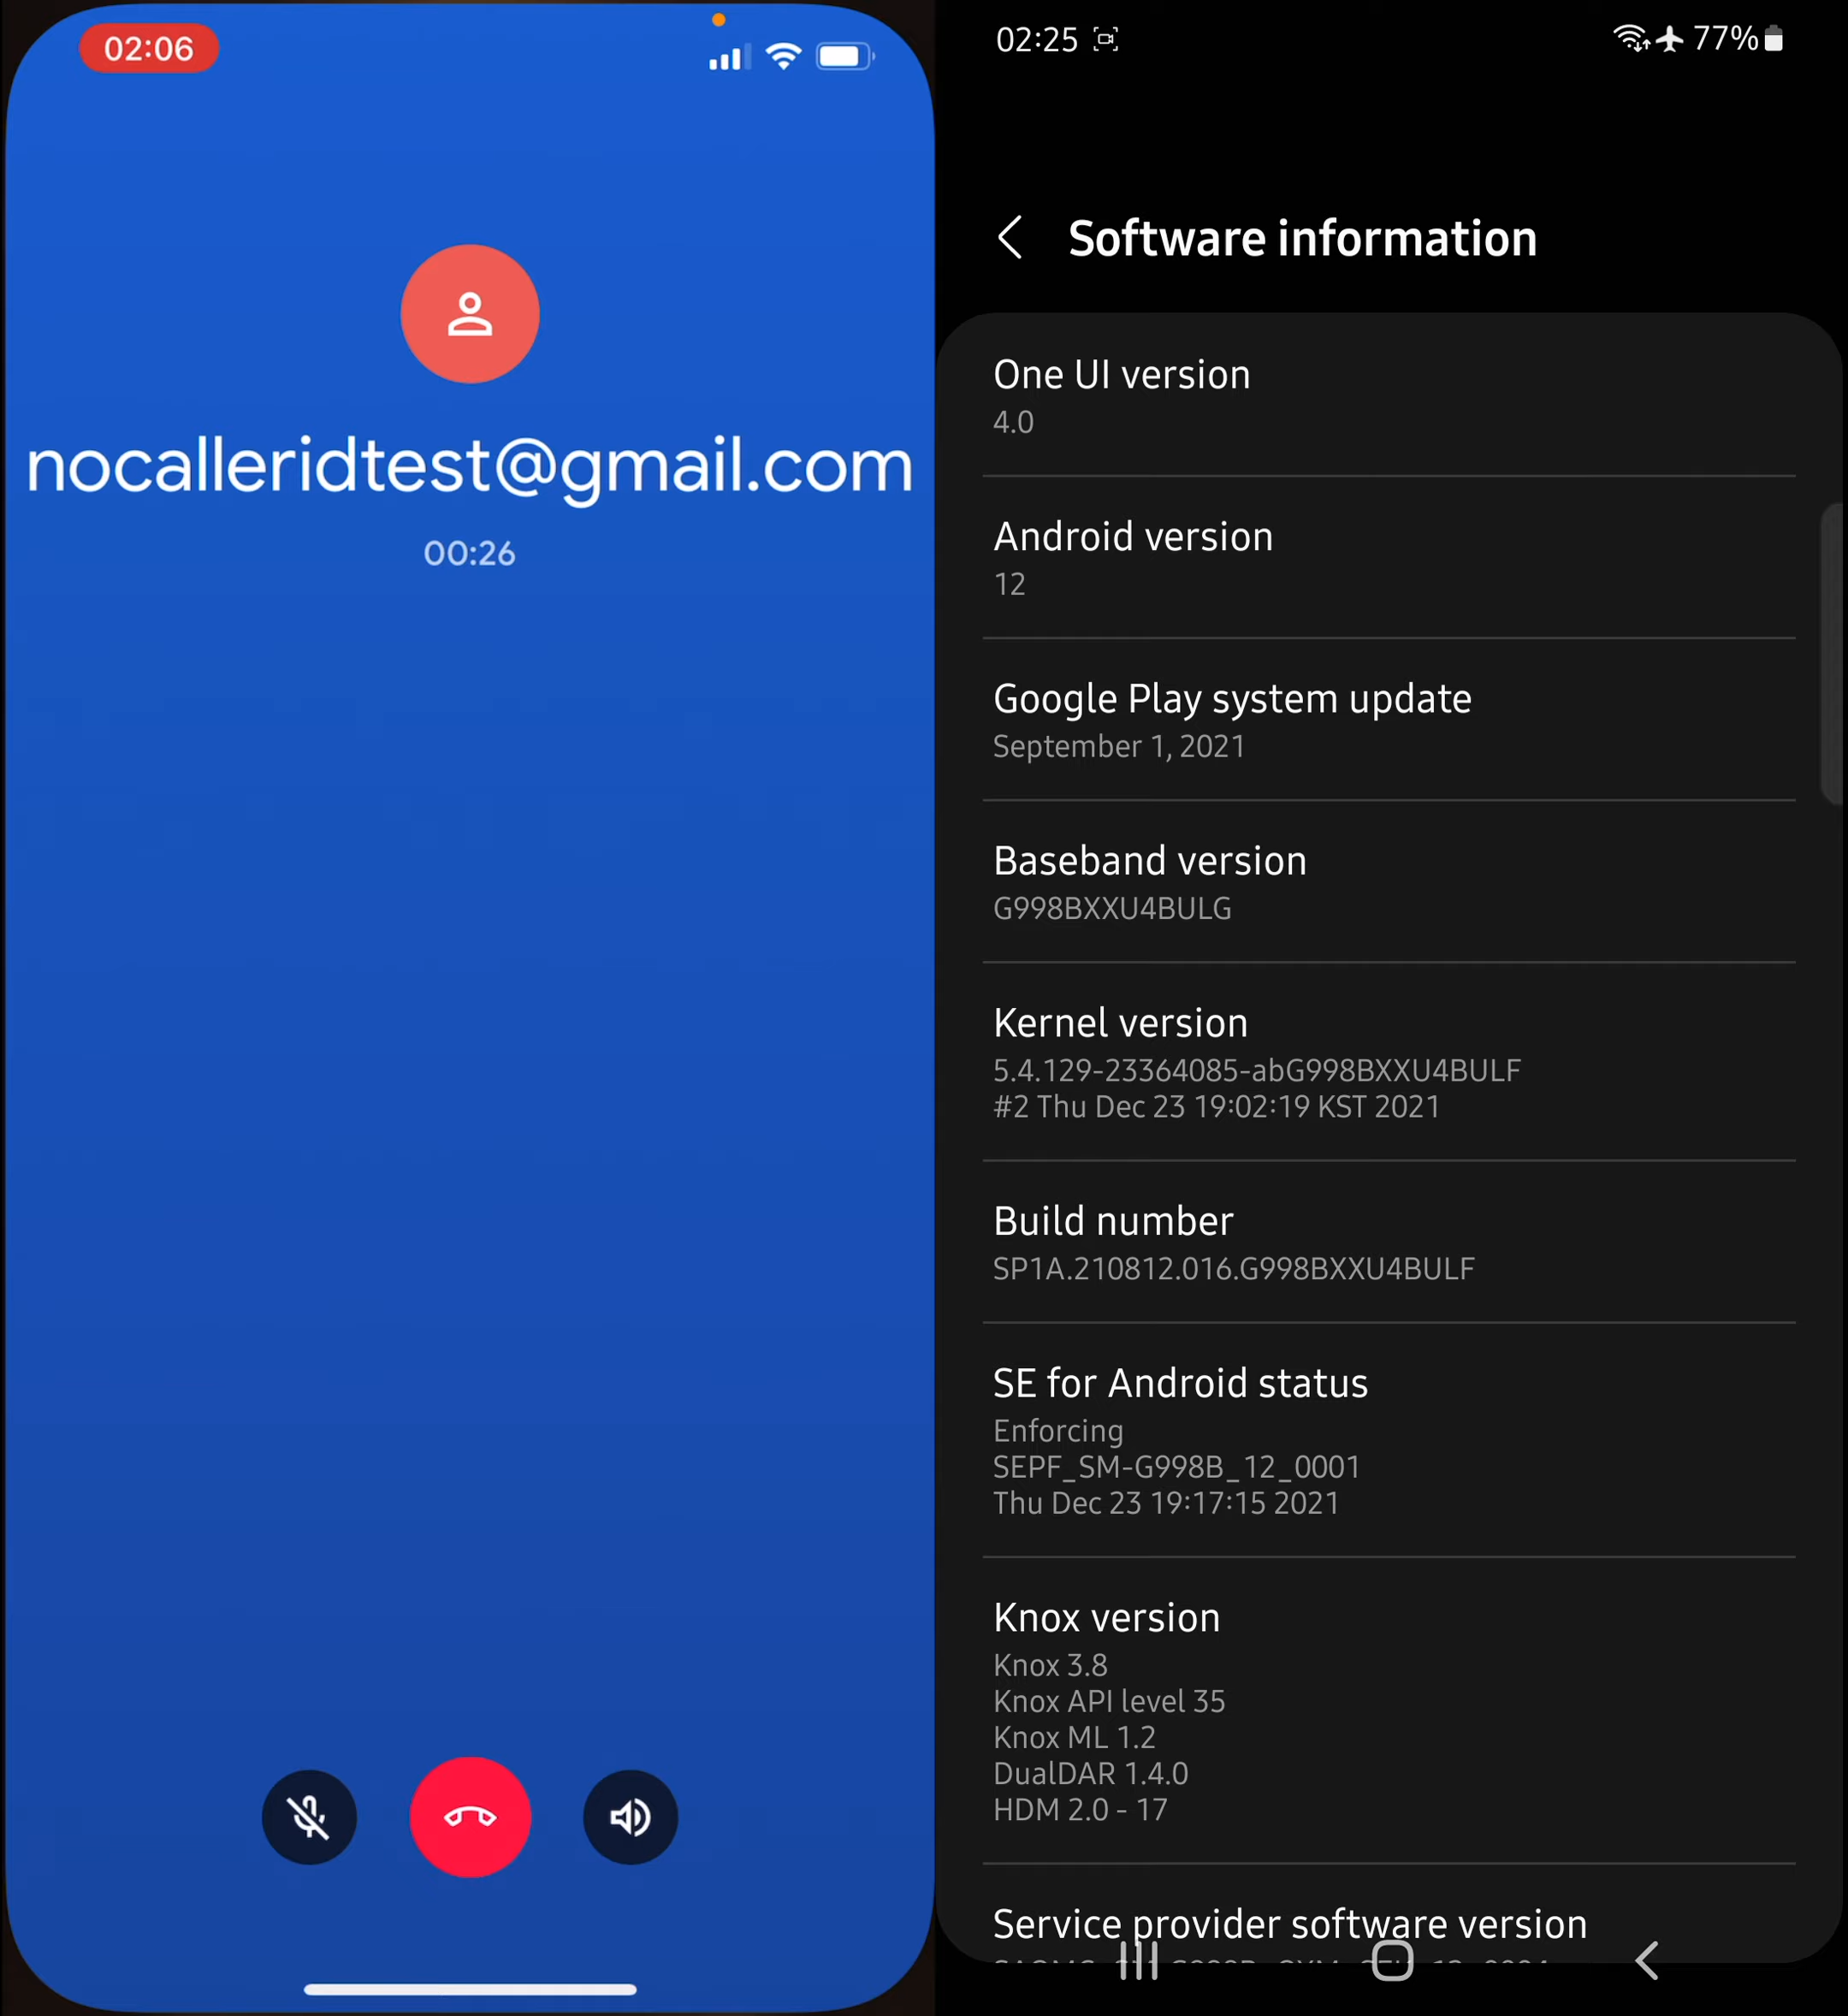 02:06
nocalleridtest@gmail.com
00:26
02:25
77%
Software information
One UI version
4.0
Android version
12
Google Play system update
September 1, 2021
Baseband version
G998BXXU4BULG
Kernel version
5.4.129-23364085-abG998BXXU4BULF
#2 Thu Dec 23 19:02:19 KST 2021
Build number
SP1A.210812.016.G998BXXU4BULF
SE for Android status
Enforcing
SEPF_SM-G998B_12_0001
Thu Dec 23 19:17:15 2021
Knox version
Knox 3.8
Knox API level 35
Knox ML 1.2
DualDAR 1.4.0
HDM 2.0 - 17
Service provider software version